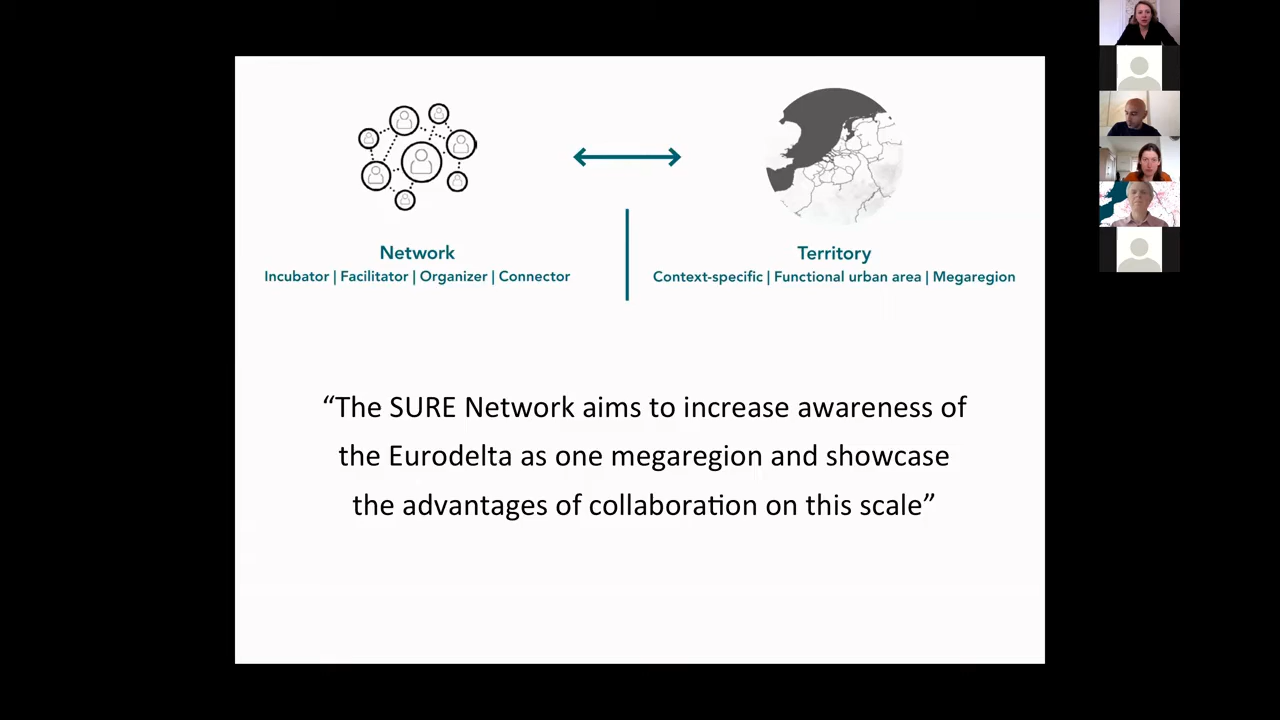 Network
Incubator | Facilitator | Organizer | Connector
Territory
Context-specific | Functional urban area | Megaregion
“The SURE Network aims to increase awareness of
the Eurodelta as one megaregion and showcase
the advantages of collaboration on this scale”